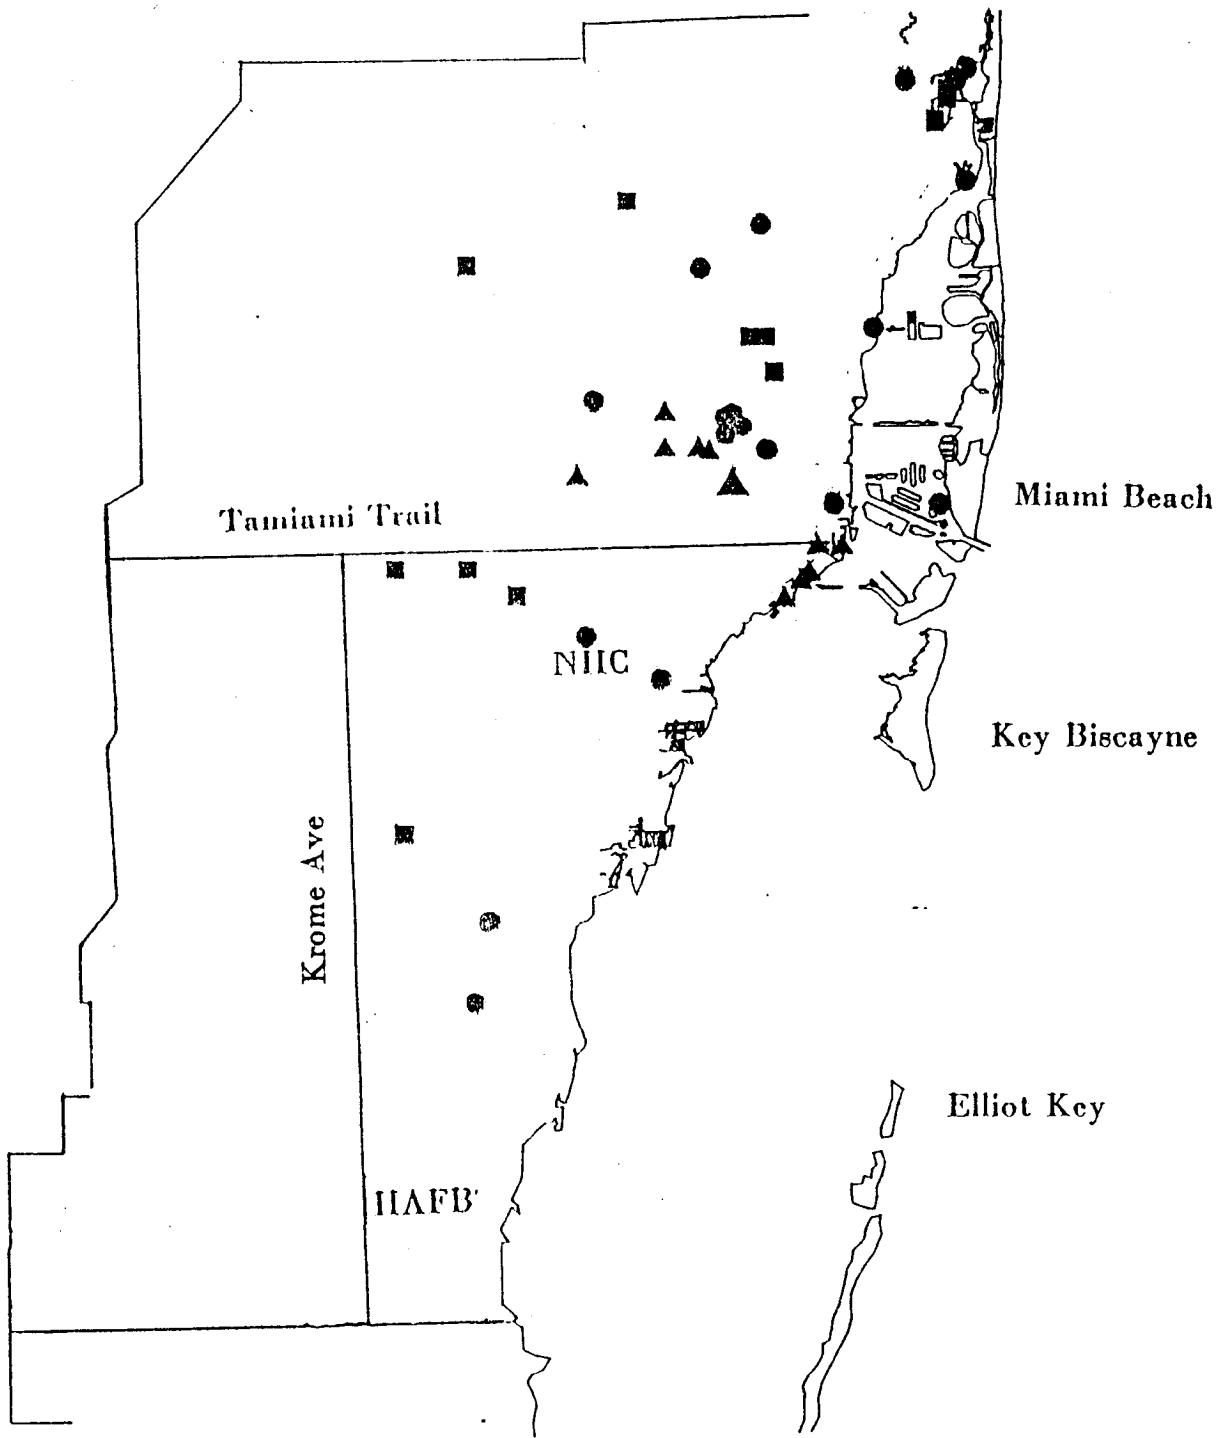 Miami Beach
Tamiami Trail
NHC
Key Biscayne
Krome Ave
Elliot Key
HAFB